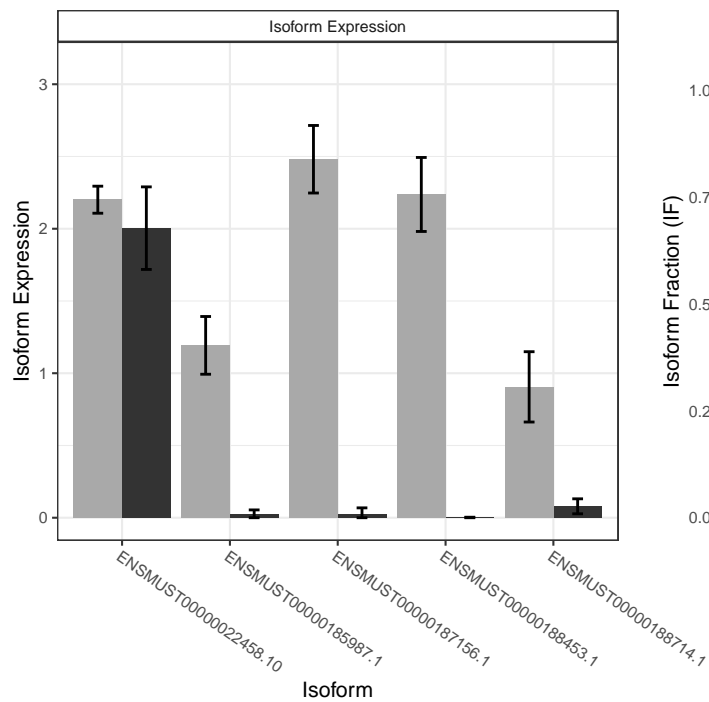 Isoform Expression
3
2
1
0
Isoform Expression
ENSMUST00000022458.10
ENSMUST00000185987.1
ENSMUST00000187156.1
ENSMUST00000188453.1
ENSMUST00000188714.1
Isoform
1.0
0.7
0.5
0.2
0.0
Isoform Fraction (IF)